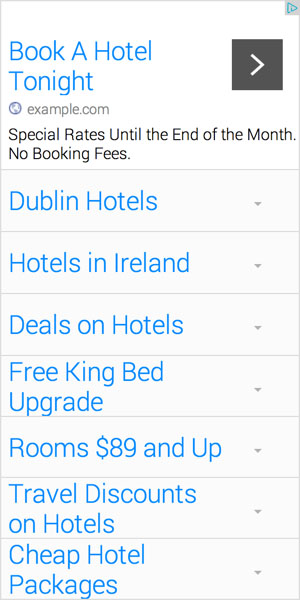 Book A Hotel
Tonight
example.com
Special Rates Until the End of the Month.
No Booking Fees.
Dublin Hotels
Hotels in Ireland
Deals on Hotels
Free King Bed
Upgrade
Rooms $89 and Up
Travel Discounts
on Hotels
Cheap Hotel
Packages